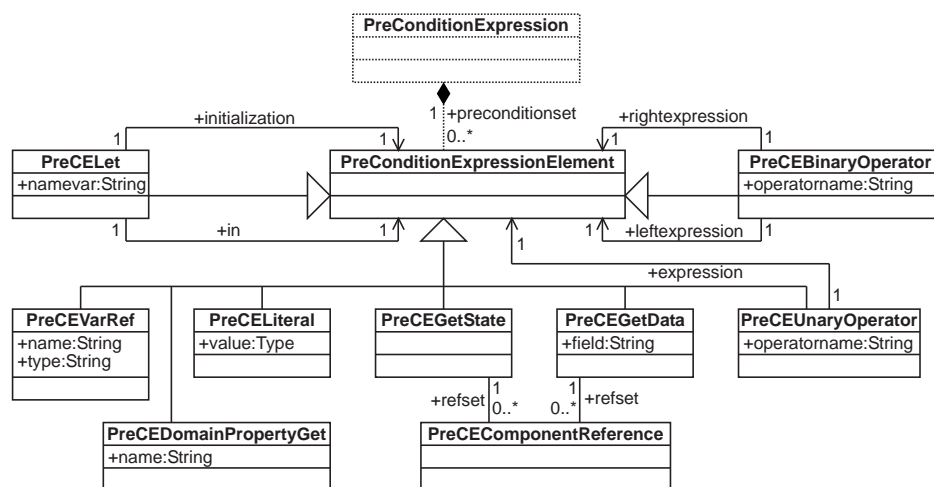 PreConditionExpression
1 +preconditionset
0..*
+initialization
1 1
+rightexpression
1 1
PreCELet
+namevar:String
PreConditionExpressionElement
PreCEBinaryOperator
+operatorname:String
1 +in 1
1 +leftexpression 1
1
+expression
1
PreCEVarRef
+name:String
+type:String
PreCELiteral
+value:Type
PreCEGetState
PreCEGetData
+field:String
PreCEUnaryOperator
+operatorname:String
+refset 1
0..*
1 +refset
0..*
PreCEDomainPropertyGet
+name:String
PreCEComponentReference